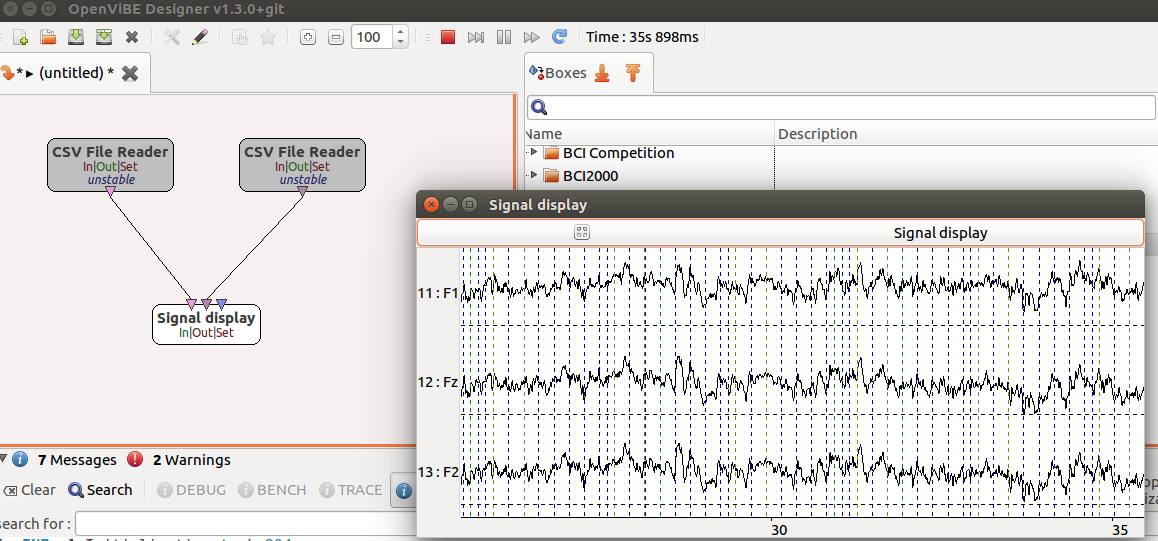 OpenViBE Designer v1.3.0+git
100
Time : 35s 898ms
* ▸ (untitled) *
Boxes
Name Description
BCI Competition
BCI2000
CSV File Reader
In|Out|Set
unstable
CSV File Reader
In|Out|Set
unstable
Signal display
In|Out|Set
Signal display
Signal display
11 : F1
12 : Fz
13 : F2
30 35
7 Messages 2 Warnings
Clear Search DEBUG BENCH TRACE
search for :